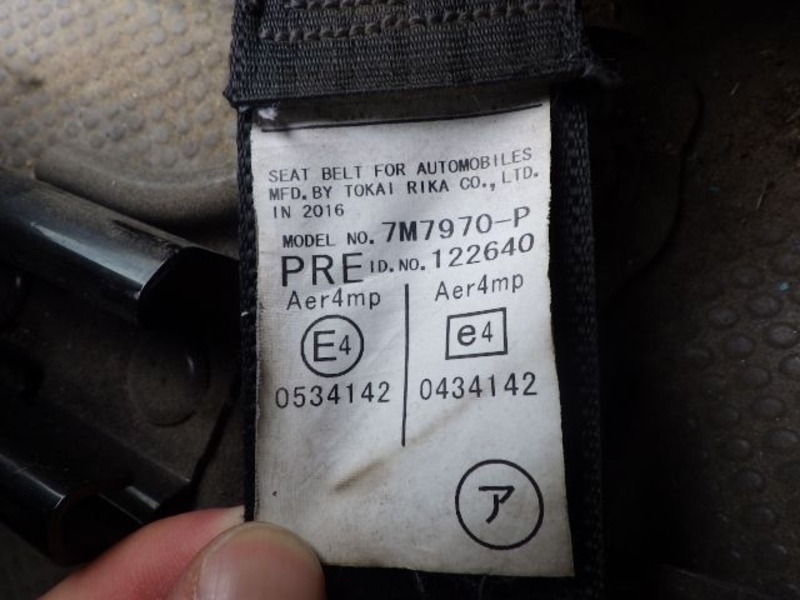 SEAT BELT FOR AUTOMOBILES
MFD. BY TOKAI RIKA CO., LTD.
IN 2016
MODEL NO. 7M7970-P
PRE ID. NO. 122640
Aer4mp Aer4mp
E4 e4
0534142 0434142
ア